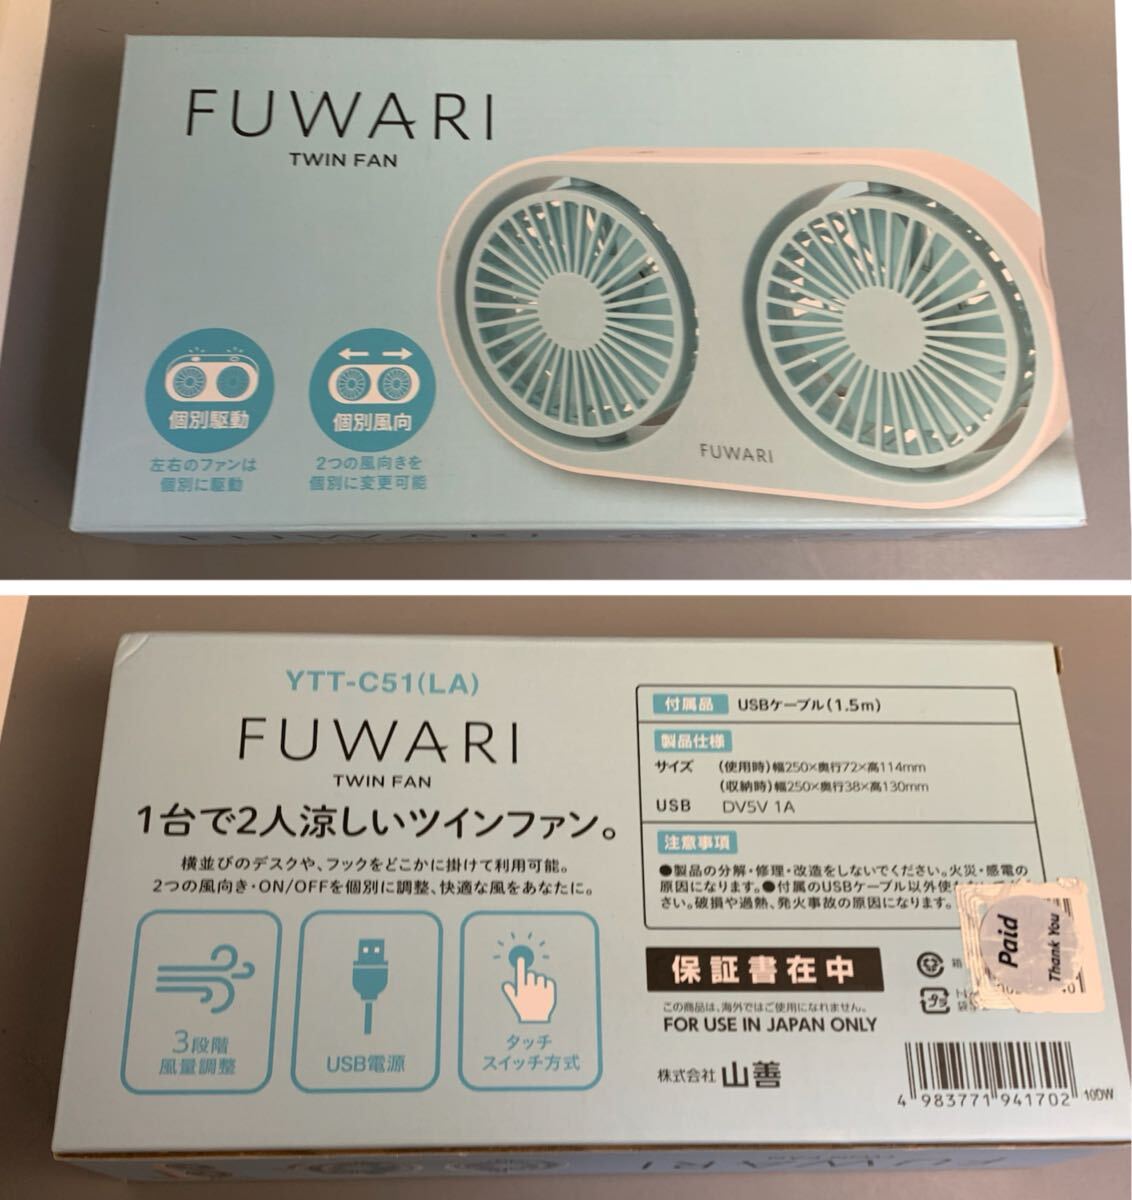 FUWARI
TWIN FAN
個別駆動
左右のファンは
個別に駆動
個別風向
2つの風向きを
個別に変更可能
FUWARI
FUWARI
YTT-C51(LA)
FUWARI
TWIN FAN
1台で2人涼しいツインファン。
横並びのデスクや、フックをどこかに掛けて利用可能。
2つの風向き・ON/OFFを個別に調整、快適な風をあなたに。
3段階
風量調整
USB電源
タッチ
スイッチ方式
付属品 USBケーブル(1.5m)
製品仕様
サイズ (使用時)幅250×奥行72×高114mm
(収納時)幅250×奥行38×高130mm
USB DV5V 1A
注意事項
●製品の分解・修理・改造をしないでください。火災・感電の
原因になります。●付属のUSBケーブル以外使
さい。破損や過熱、発火事故の原因になります。
Paid
Thank You
保証書在中
この商品は、海外ではご使用になれません。
FOR USE IN JAPAN ONLY
株式会社 山善
箱
プラ
4 983771 941702
10DW
FUWARI
TWIN FAN